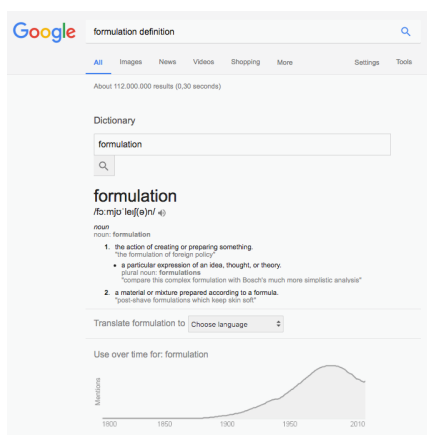 Google
formulation definition
All Images News Videos Shopping More Settings Tools
About 112.000.000 results (0,30 seconds)
Dictionary
formulation
formulation
/fɔːmjʊˈleɪʃ(ə)n/
noun
noun: formulation
1. the action of creating or preparing something.
"the formulation of foreign policy"
• a particular expression of an idea, thought, or theory.
plural noun: formulations
"compare this complex formulation with Bosch's much more simplistic analysis"
2. a material or mixture prepared according to a formula.
"post-shave formulations which keep skin soft"
Translate formulation to Choose language
Use over time for: formulation
Mentions
1800 1850 1900 1950 2010